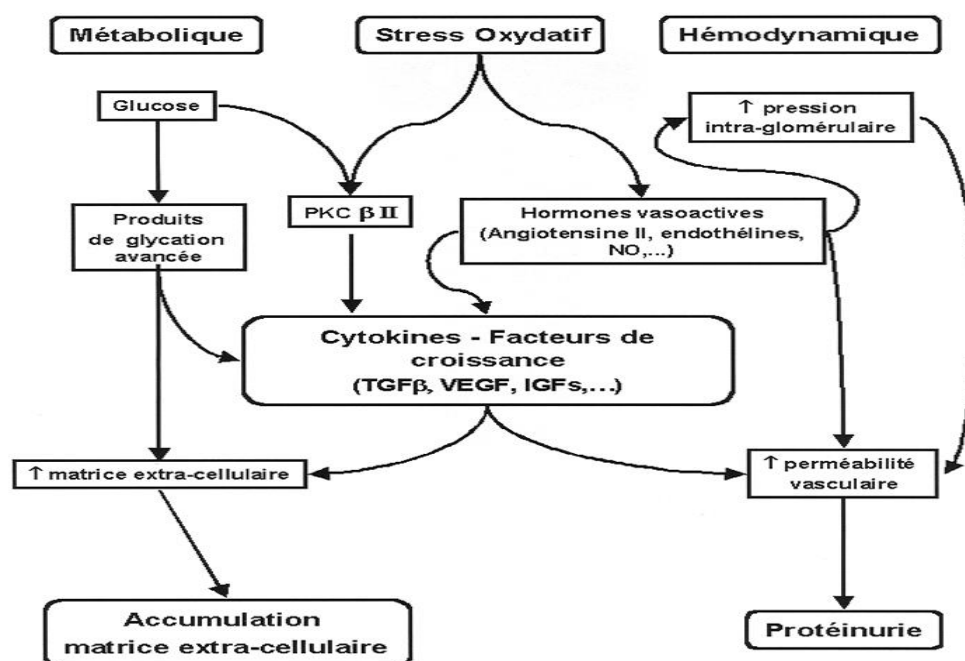 Métabolique
Stress Oxydatif
Hémodynamique
Glucose
↑ pression
intra-glomérulaire
Produits
de glycation
avancée
PKC β II
Hormones vasoactives
(Angiotensine II, endothélines,
NO,...)
Cytokines - Facteurs de
croissance
(TGFβ, VEGF, IGFs,...)
↑ matrice extra-cellulaire
↑ perméabilité
vasculaire
Accumulation
matrice extra-cellulaire
Protéinurie